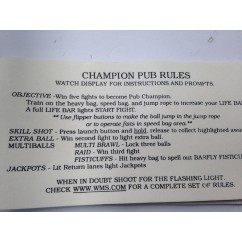 CHAMPION PUB RULES
WATCH DISPLAY FOR INSTRUCTIONS AND PROMPTS.
OBJECTIVE -Win five fights to become Pub Champion.
Train on the heavy bag, speed bag, and jump rope to increase your LIFE BAR
A full LIFE BAR lights START FIGHT.
** Use flipper buttons to make the ball jump in the jump rope
or to operate fists in speed bag area.**
SKILL SHOT - Press launch button and hold, release to collect highlighted award
EXTRA BALL - Win second fight to light extra ball.
MULTIBALLS MULTI BRAWL - Lock three balls
RAID - Win third fight
FISTICUFFS - Hit heavy bag to spell out BARFLY FISTICUFFS
JACKPOTS - Lit Return lanes light Jackpots
WHEN IN DOUBT SHOOT FOR THE FLASHING LIGHT.
CHECK WWW.WMS.COM FOR A COMPLETE SET OF RULES.